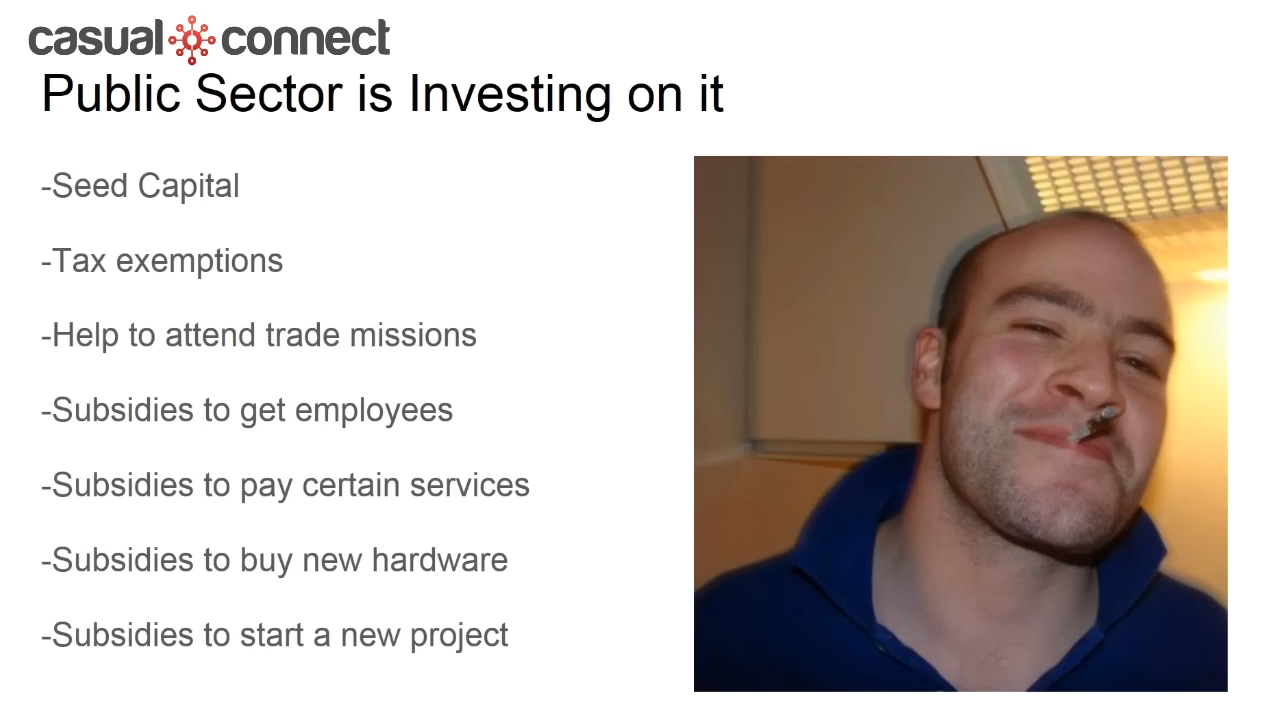 casual connect
Public Sector is Investing on it
-Seed Capital
-Tax exemptions
-Help to attend trade missions
-Subsidies to get employees
-Subsidies to pay certain services
-Subsidies to buy new hardware
-Subsidies to start a new project